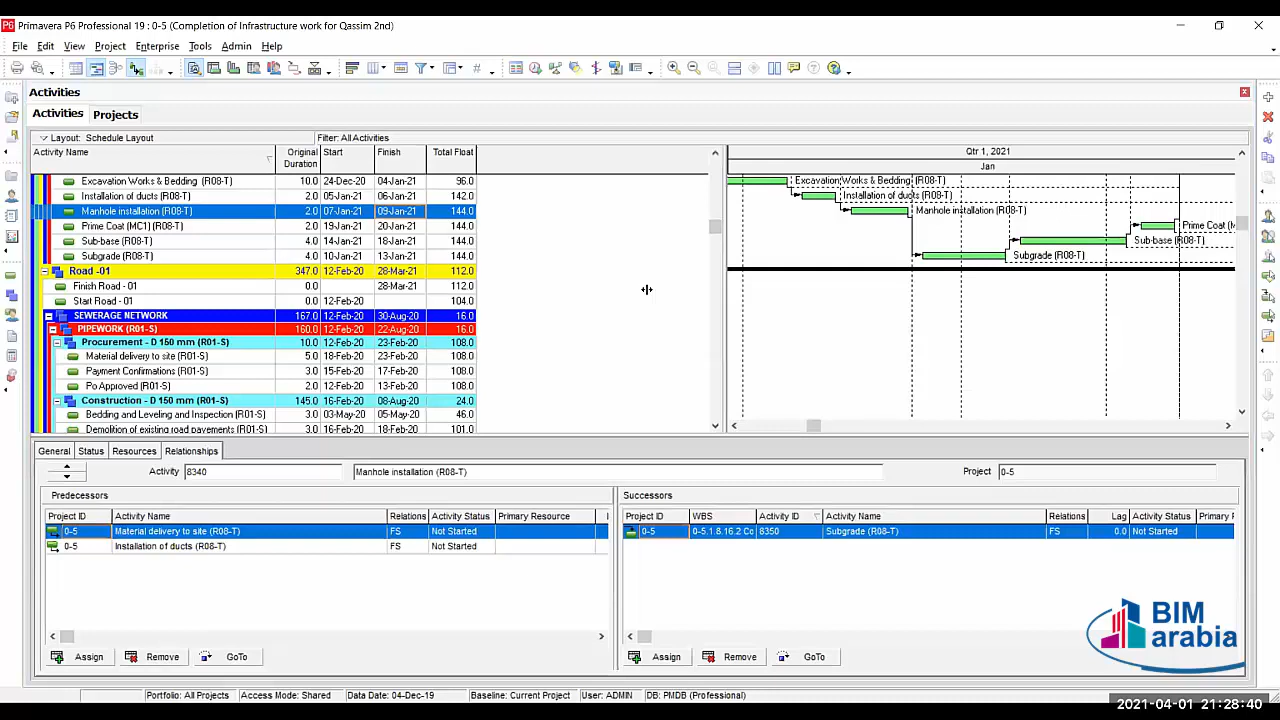 Primavera P6 Professional 19 : 0-5 (Completion of Infrastructure work for Qassim 2nd)
File Edit View Project Enterprise Tools Admin Help
Activities
Activities Projects
Layout: Schedule Layout Filter: All Activities
Activity Name Original Duration Start Finish Total Float
Qtr 1, 2021
Jan
Excavation Works & Bedding (R08-T) 10.0 24-Dec-20 04-Jan-21 96.0 Excavation Works & Bedding (R08-T)
Installation of ducts (R08-T) 2.0 05-Jan-21 06-Jan-21 142.0 Installation of ducts (R08-T)
Manhole installation (R08-T) 2.0 07-Jan-21 09-Jan-21 144.0 Manhole installation (R08-T)
Prime Coat (MC1) (R08-T) 2.0 19-Jan-21 20-Jan-21 144.0 Prime Coat (M
Sub-base (R08-T) 4.0 14-Jan-21 18-Jan-21 144.0 Sub-base (R08-T)
Subgrade (R08-T) 4.0 10-Jan-21 13-Jan-21 144.0 Subgrade (R08-T)
Road -01 347.0 12-Feb-20 28-Mar-21 112.0
Finish Road - 01 0.0 28-Mar-21 112.0
Start Road - 01 0.0 12-Feb-20 104.0
SEWERAGE NETWORK 167.0 12-Feb-20 30-Aug-20 16.0
PIPEWORK (R01-S) 160.0 12-Feb-20 22-Aug-20 16.0
Procurement - D 150 mm (R01-S) 10.0 12-Feb-20 23-Feb-20 108.0
Material delivery to site (R01-S) 5.0 18-Feb-20 23-Feb-20 108.0
Payment Confirmations (R01-S) 3.0 15-Feb-20 17-Feb-20 108.0
Po Approved (R01-S) 2.0 12-Feb-20 13-Feb-20 108.0
Construction - D 150 mm (R01-S) 145.0 16-Feb-20 08-Aug-20 24.0
Bedding and Leveling and Inspection (R01-S) 3.0 03-May-20 05-May-20 46.0
Demolition of existing road pavements (R01-S) 3.0 16-Feb-20 18-Feb-20 101.0
General Status Resources Relationships
Activity 8340 Manhole installation (R08-T) Project 0-5
Predecessors Successors
Project ID Activity Name Relations Activity Status Primary Resource Project ID WBS Activity ID Activity Name Relations Lag Activity Status Primary F
0-5 Material delivery to site (R08-T) FS Not Started 0-5 0-5.1.8.16.2 Co 8350 Subgrade (R08-T) FS 0.0 Not Started
0-5 Installation of ducts (R08-T) FS Not Started
Assign Remove GoTo Assign Remove GoTo
BIM
arabia
Portfolio: All Projects Access Mode: Shared Data Date: 04-Dec-19 Baseline: Current Project User: ADMIN DB: PMDB (Professional)
2021-04-01 21:28:40